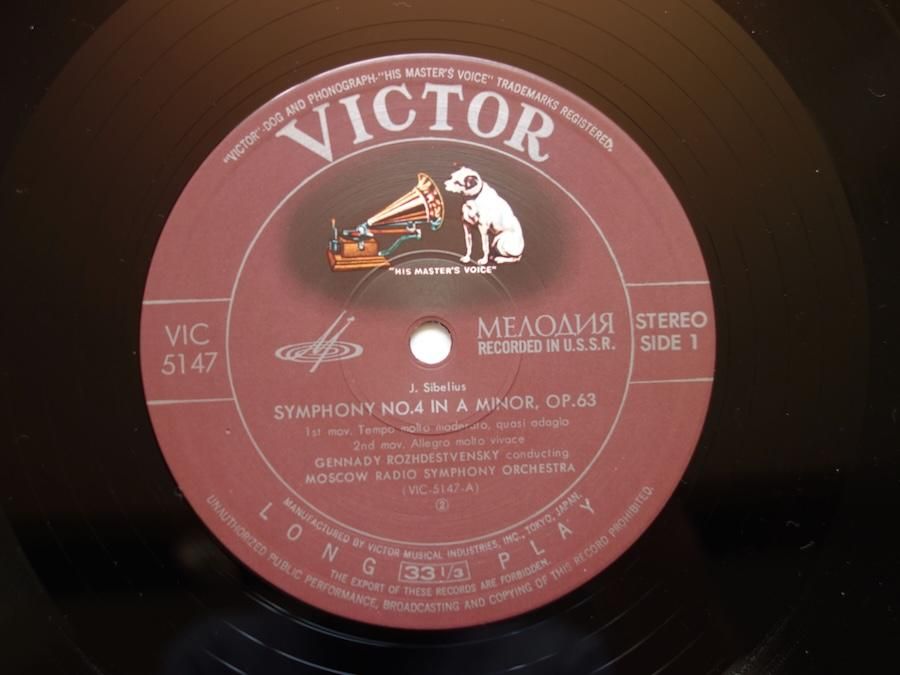 "VICTOR"-DOG AND PHONOGRAPH-"HIS MASTER'S VOICE" TRADEMARKS REGISTERED.
VICTOR
"HIS MASTER'S VOICE"
VIC
5147
МЕЛОДИЯ
RECORDED IN U.S.S.R.
STEREO
SIDE 1
J. Sibelius
SYMPHONY NO.4 IN A MINOR, OP.63
1st mov. Tempo molto moderato, quasi adagio
2nd mov. Allegro molto vivace
GENNADY ROZHDESTVENSKY conducting
MOSCOW RADIO SYMPHONY ORCHESTRA
(VIC-5147-A)
②
MANUFACTURED BY VICTOR MUSICAL INDUSTRIES, INC., TOKYO, JAPAN.
LONG PLAY
33 1/3
THE EXPORT OF THESE RECORDS ARE FORBIDDEN.
UNAUTHORIZED PUBLIC PERFORMANCE, BROADCASTING AND COPYING OF THIS RECORD PROHIBITED.